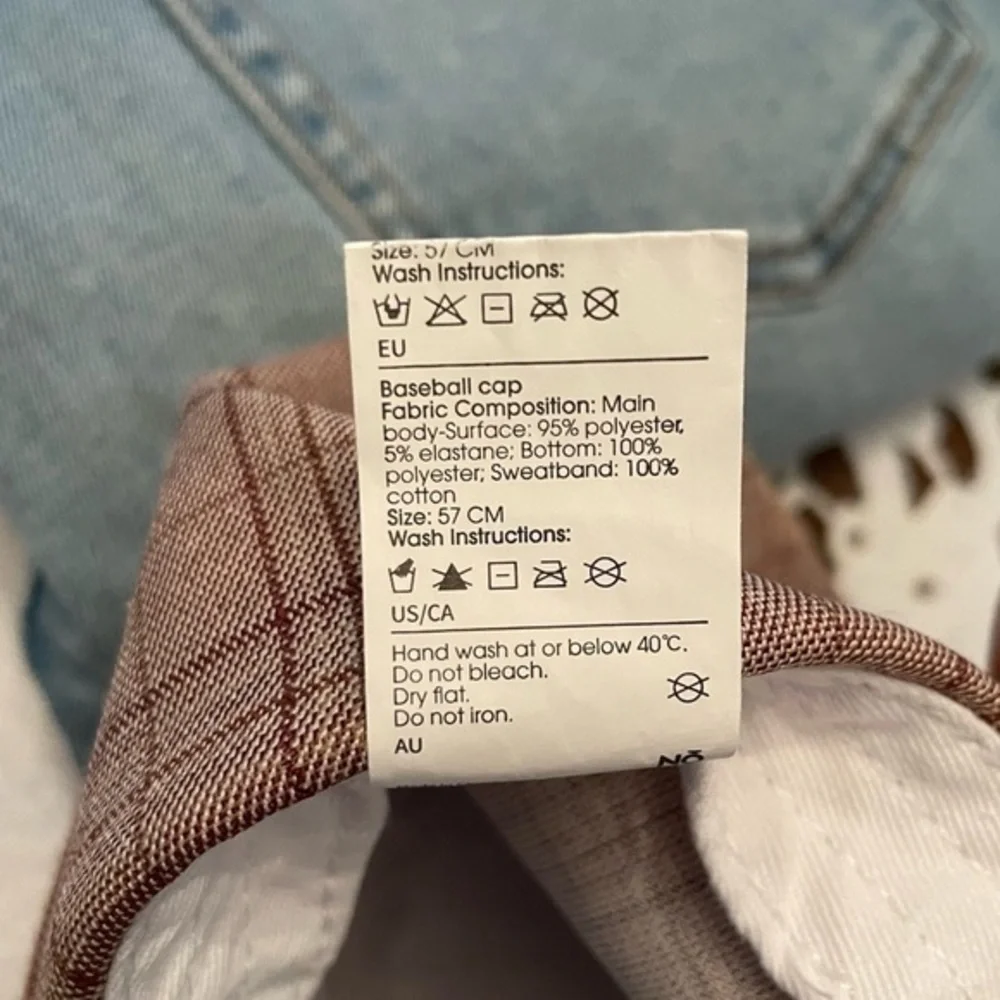 Size: 57 CM
Wash Instructions:
EU
Baseball cap
Fabric Composition: Main
body-Surface: 95% polyester,
5% elastane; Bottom: 100%
polyester; Sweatband: 100%
cotton
Size: 57 CM
Wash Instructions:
US/CA
Hand wash at or below 40℃.
Do not bleach.
Dry flat.
Do not iron.
AU